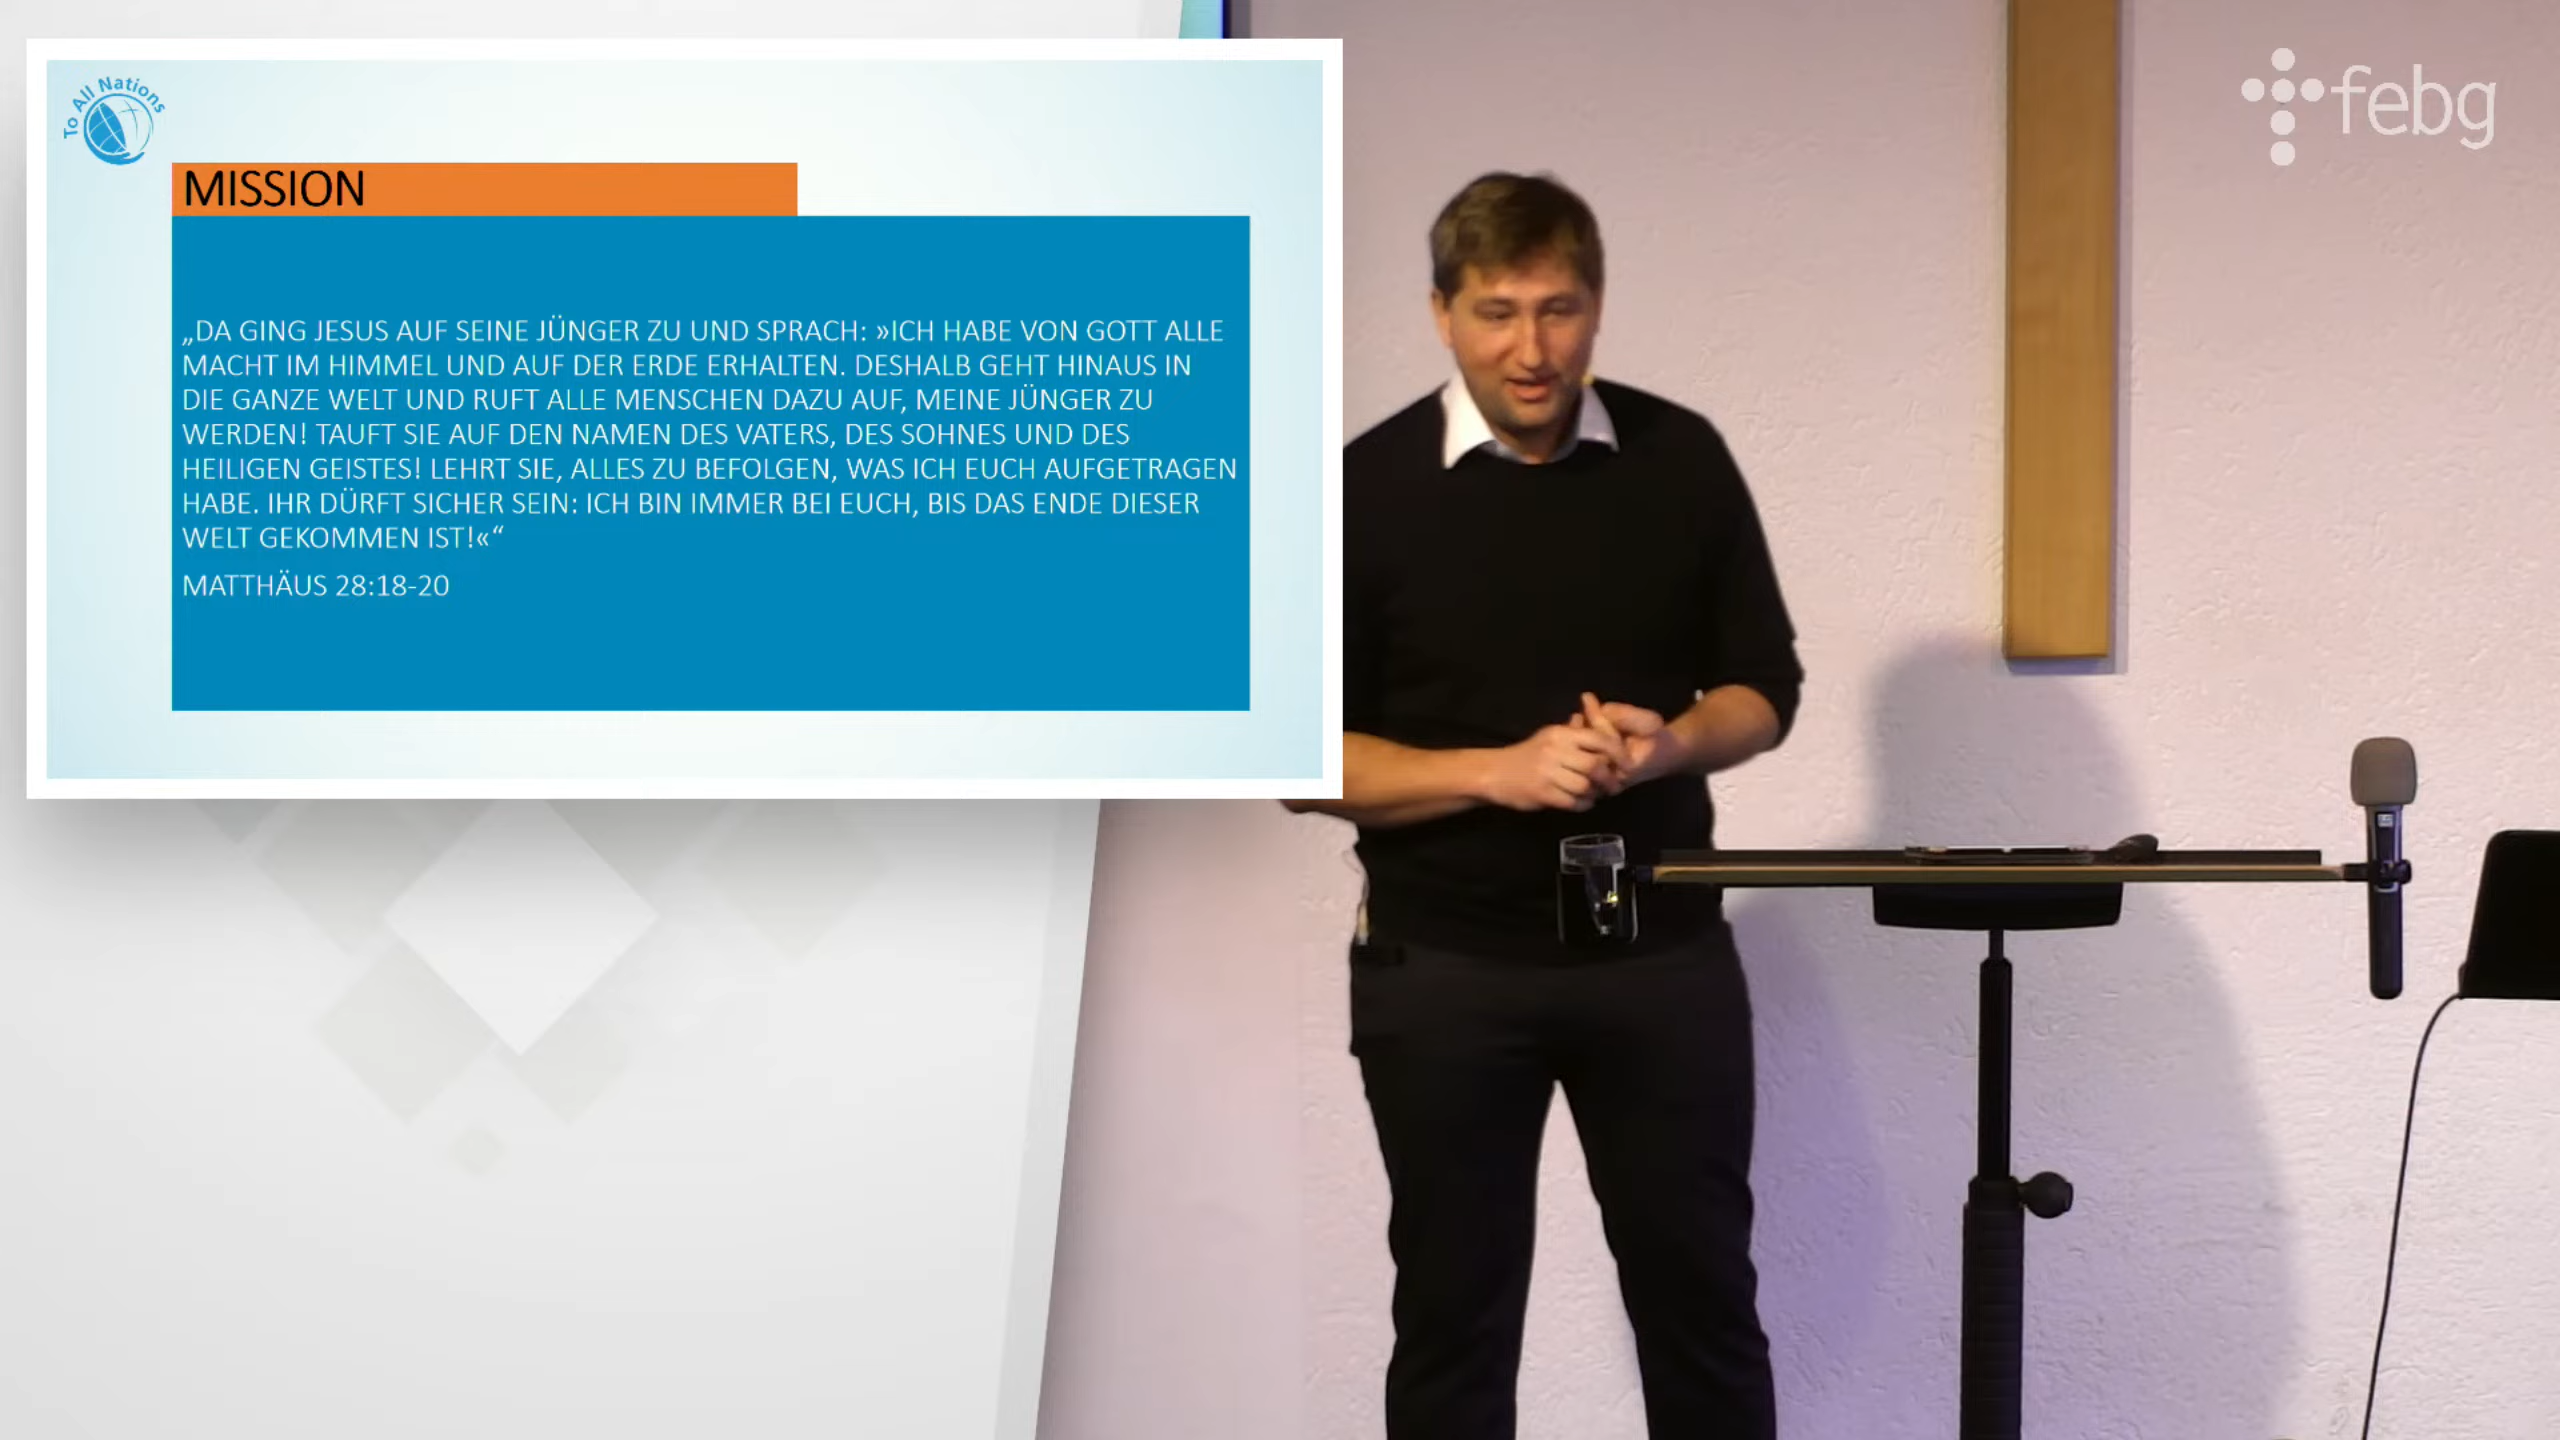 To All Nations
febg
MISSION
„DA GING JESUS AUF SEINE JÜNGER ZU UND SPRACH: »ICH HABE VON GOTT ALLE
MACHT IM HIMMEL UND AUF DER ERDE ERHALTEN. DESHALB GEHT HINAUS IN
DIE GANZE WELT UND RUFT ALLE MENSCHEN DAZU AUF, MEINE JÜNGER ZU
WERDEN! TAUFT SIE AUF DEN NAMEN DES VATERS, DES SOHNES UND DES
HEILIGEN GEISTES! LEHRT SIE, ALLES ZU BEFOLGEN, WAS ICH EUCH AUFGETRAGEN
HABE. IHR DÜRFT SICHER SEIN: ICH BIN IMMER BEI EUCH, BIS DAS ENDE DIESER
WELT GEKOMMEN IST!«“
MATTHÄUS 28:18-20